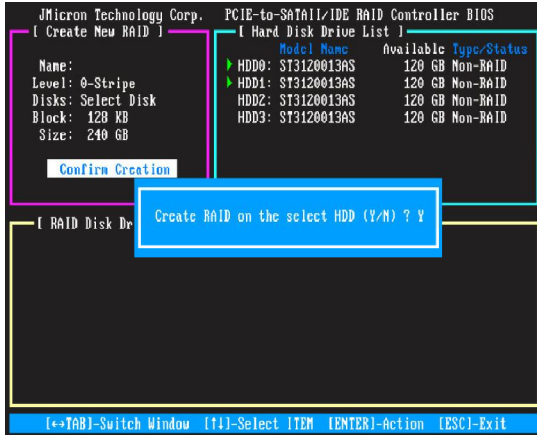 JMicron Technology Corp. PCIE-to-SATAII/IDE RAID Controller BIOS
[ Create New RAID ]
Name:
Level: 0-Stripe
Disks: Select Disk
Block: 128 KB
Size: 240 GB
Confirm Creation
[ Hard Disk Drive List ]
Model Name Available Type/Status
HDD0: ST3120013AS 120 GB Non-RAID
HDD1: ST3120013AS 120 GB Non-RAID
HDD2: ST3120013AS 120 GB Non-RAID
HDD3: ST3120013AS 120 GB Non-RAID
Create RAID on the select HDD (Y/N) ? Y
[ RAID Disk Dr
[↔TAB]-Switch Window [↑↓]-Select ITEM [ENTER]-Action [ESC]-Exit